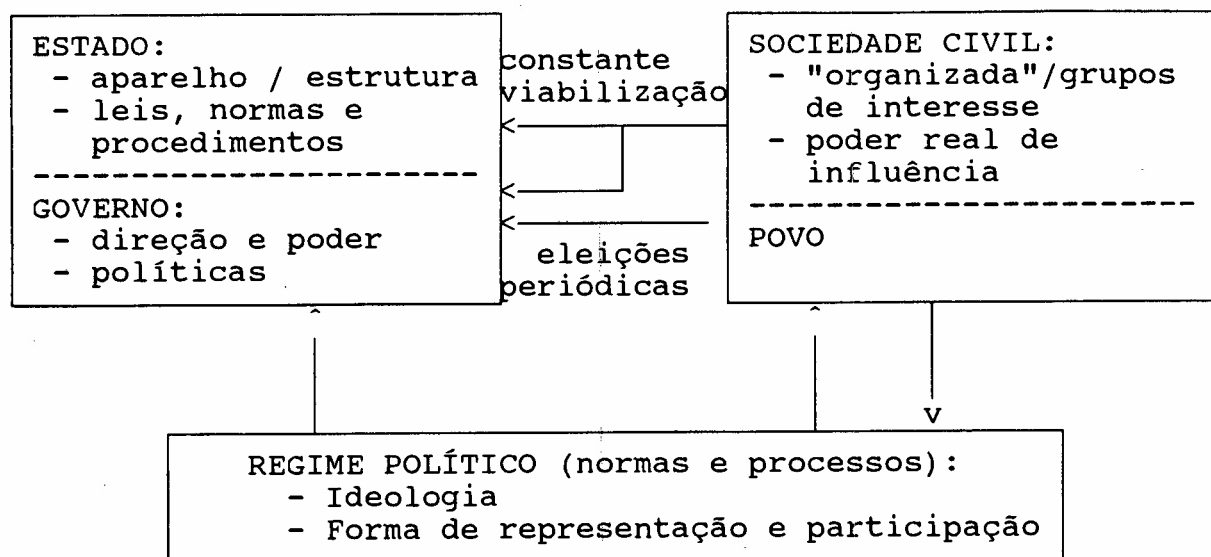 ESTADO:
- aparelho / estrutura
- leis, normas e
procedimentos
GOVERNO:
- direção e poder
- políticas
constante
viabilização
eleições
periódicas
SOCIEDADE CIVIL:
- "organizada"/grupos
de interesse
- poder real de
influência
POVO
REGIME POLÍTICO (normas e processos):
- Ideologia
- Forma de representação e participação